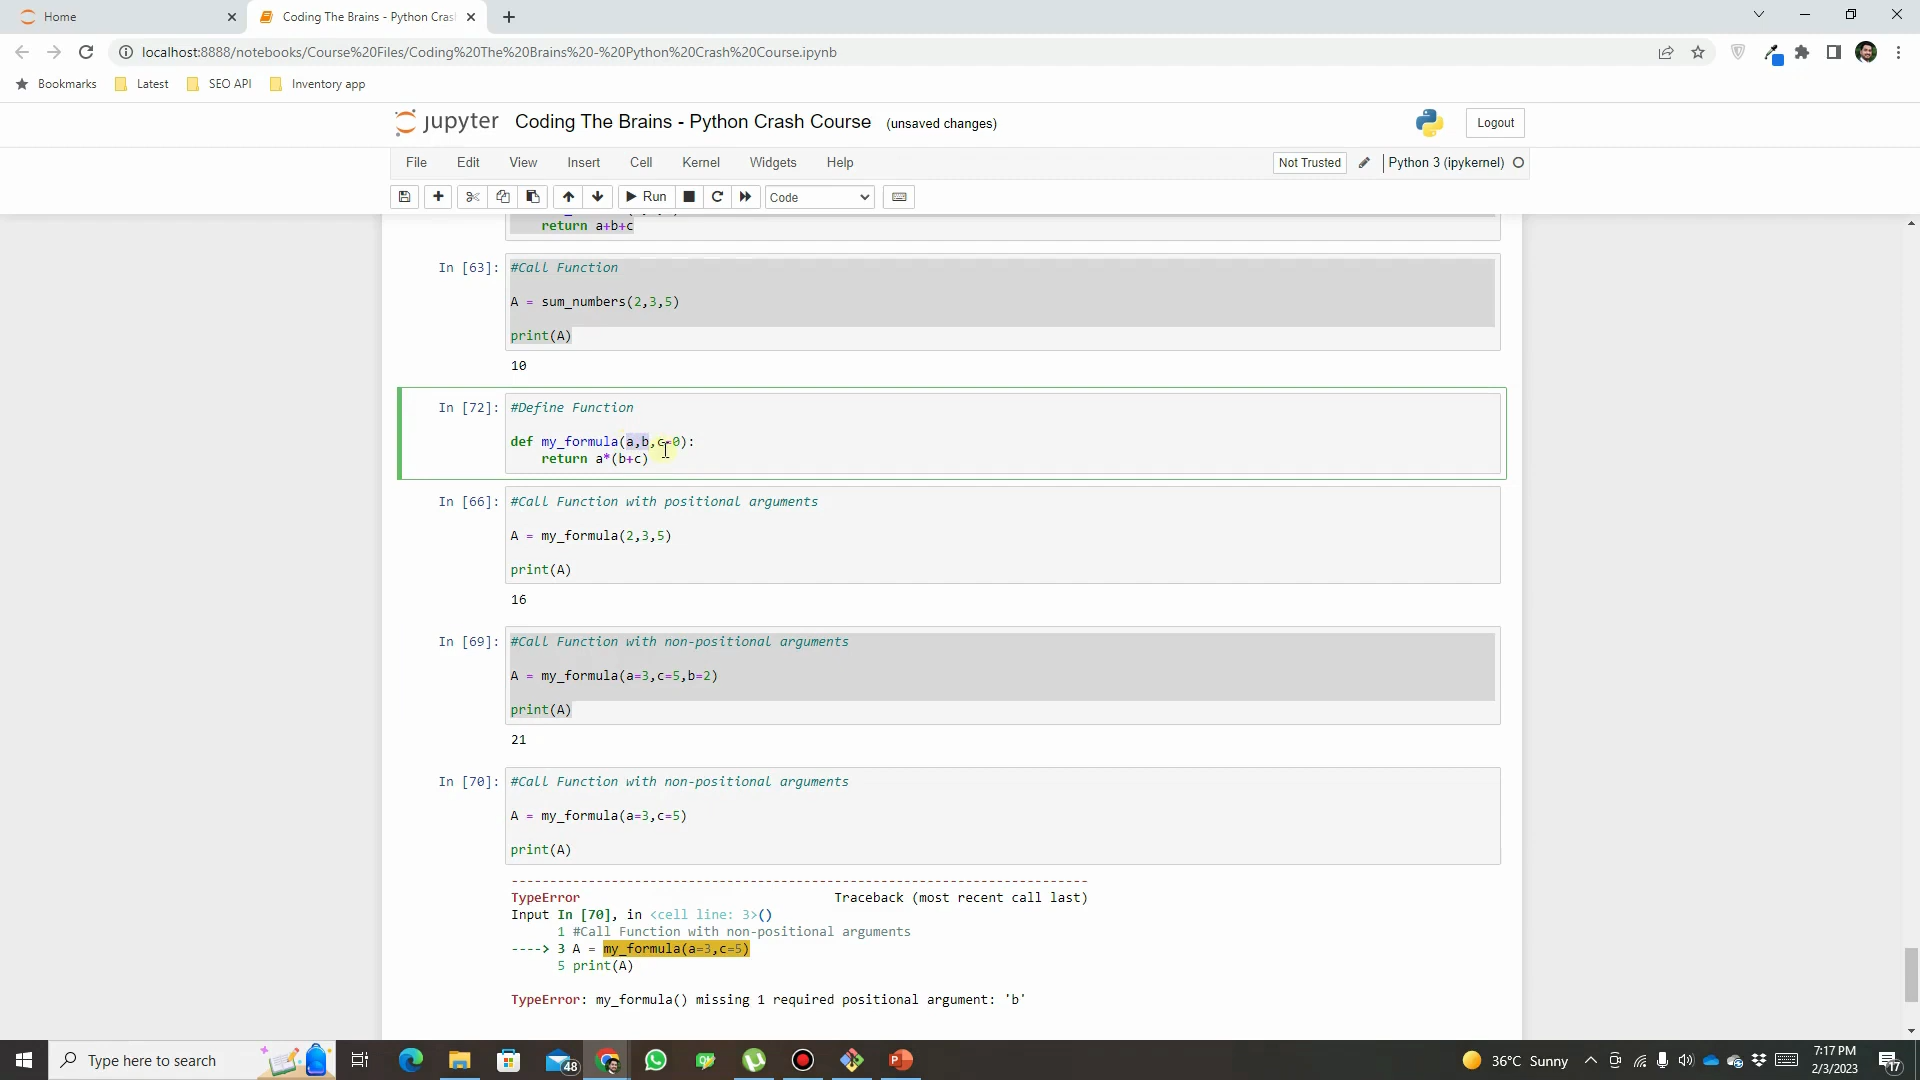 Home
Coding The Brains - Python Cras
localhost:8888/notebooks/Course%20Files/Coding%20The%20Brains%20-%20Python%20Crash%20Course.ipynb
Bookmarks Latest SEO API Inventory app
jupyter Coding The Brains - Python Crash Course (unsaved changes)
Logout
File Edit View Insert Cell Kernel Widgets Help
Not Trusted Python 3 (ipykernel)
Run Code
return a+b+c
In [63]: #Call Function
A = sum_numbers(2,3,5)
print(A)
10
In [72]: #Define Function
def my_formula(a,b,c=0):
return a*(b+c)
In [66]: #Call Function with positional arguments
A = my_formula(2,3,5)
print(A)
16
In [69]: #Call Function with non-positional arguments
A = my_formula(a=3,c=5,b=2)
print(A)
21
In [70]: #Call Function with non-positional arguments
A = my_formula(a=3,c=5)
print(A)
---------------------------------------------------------------------------
TypeError Traceback (most recent call last)
Input In [70], in <cell line: 3>()
1 #Call Function with non-positional arguments
----> 3 A = my_formula(a=3,c=5)
5 print(A)
TypeError: my_formula() missing 1 required positional argument: 'b'
Type here to search
48
36°C Sunny
7:17 PM
2/3/2023
17